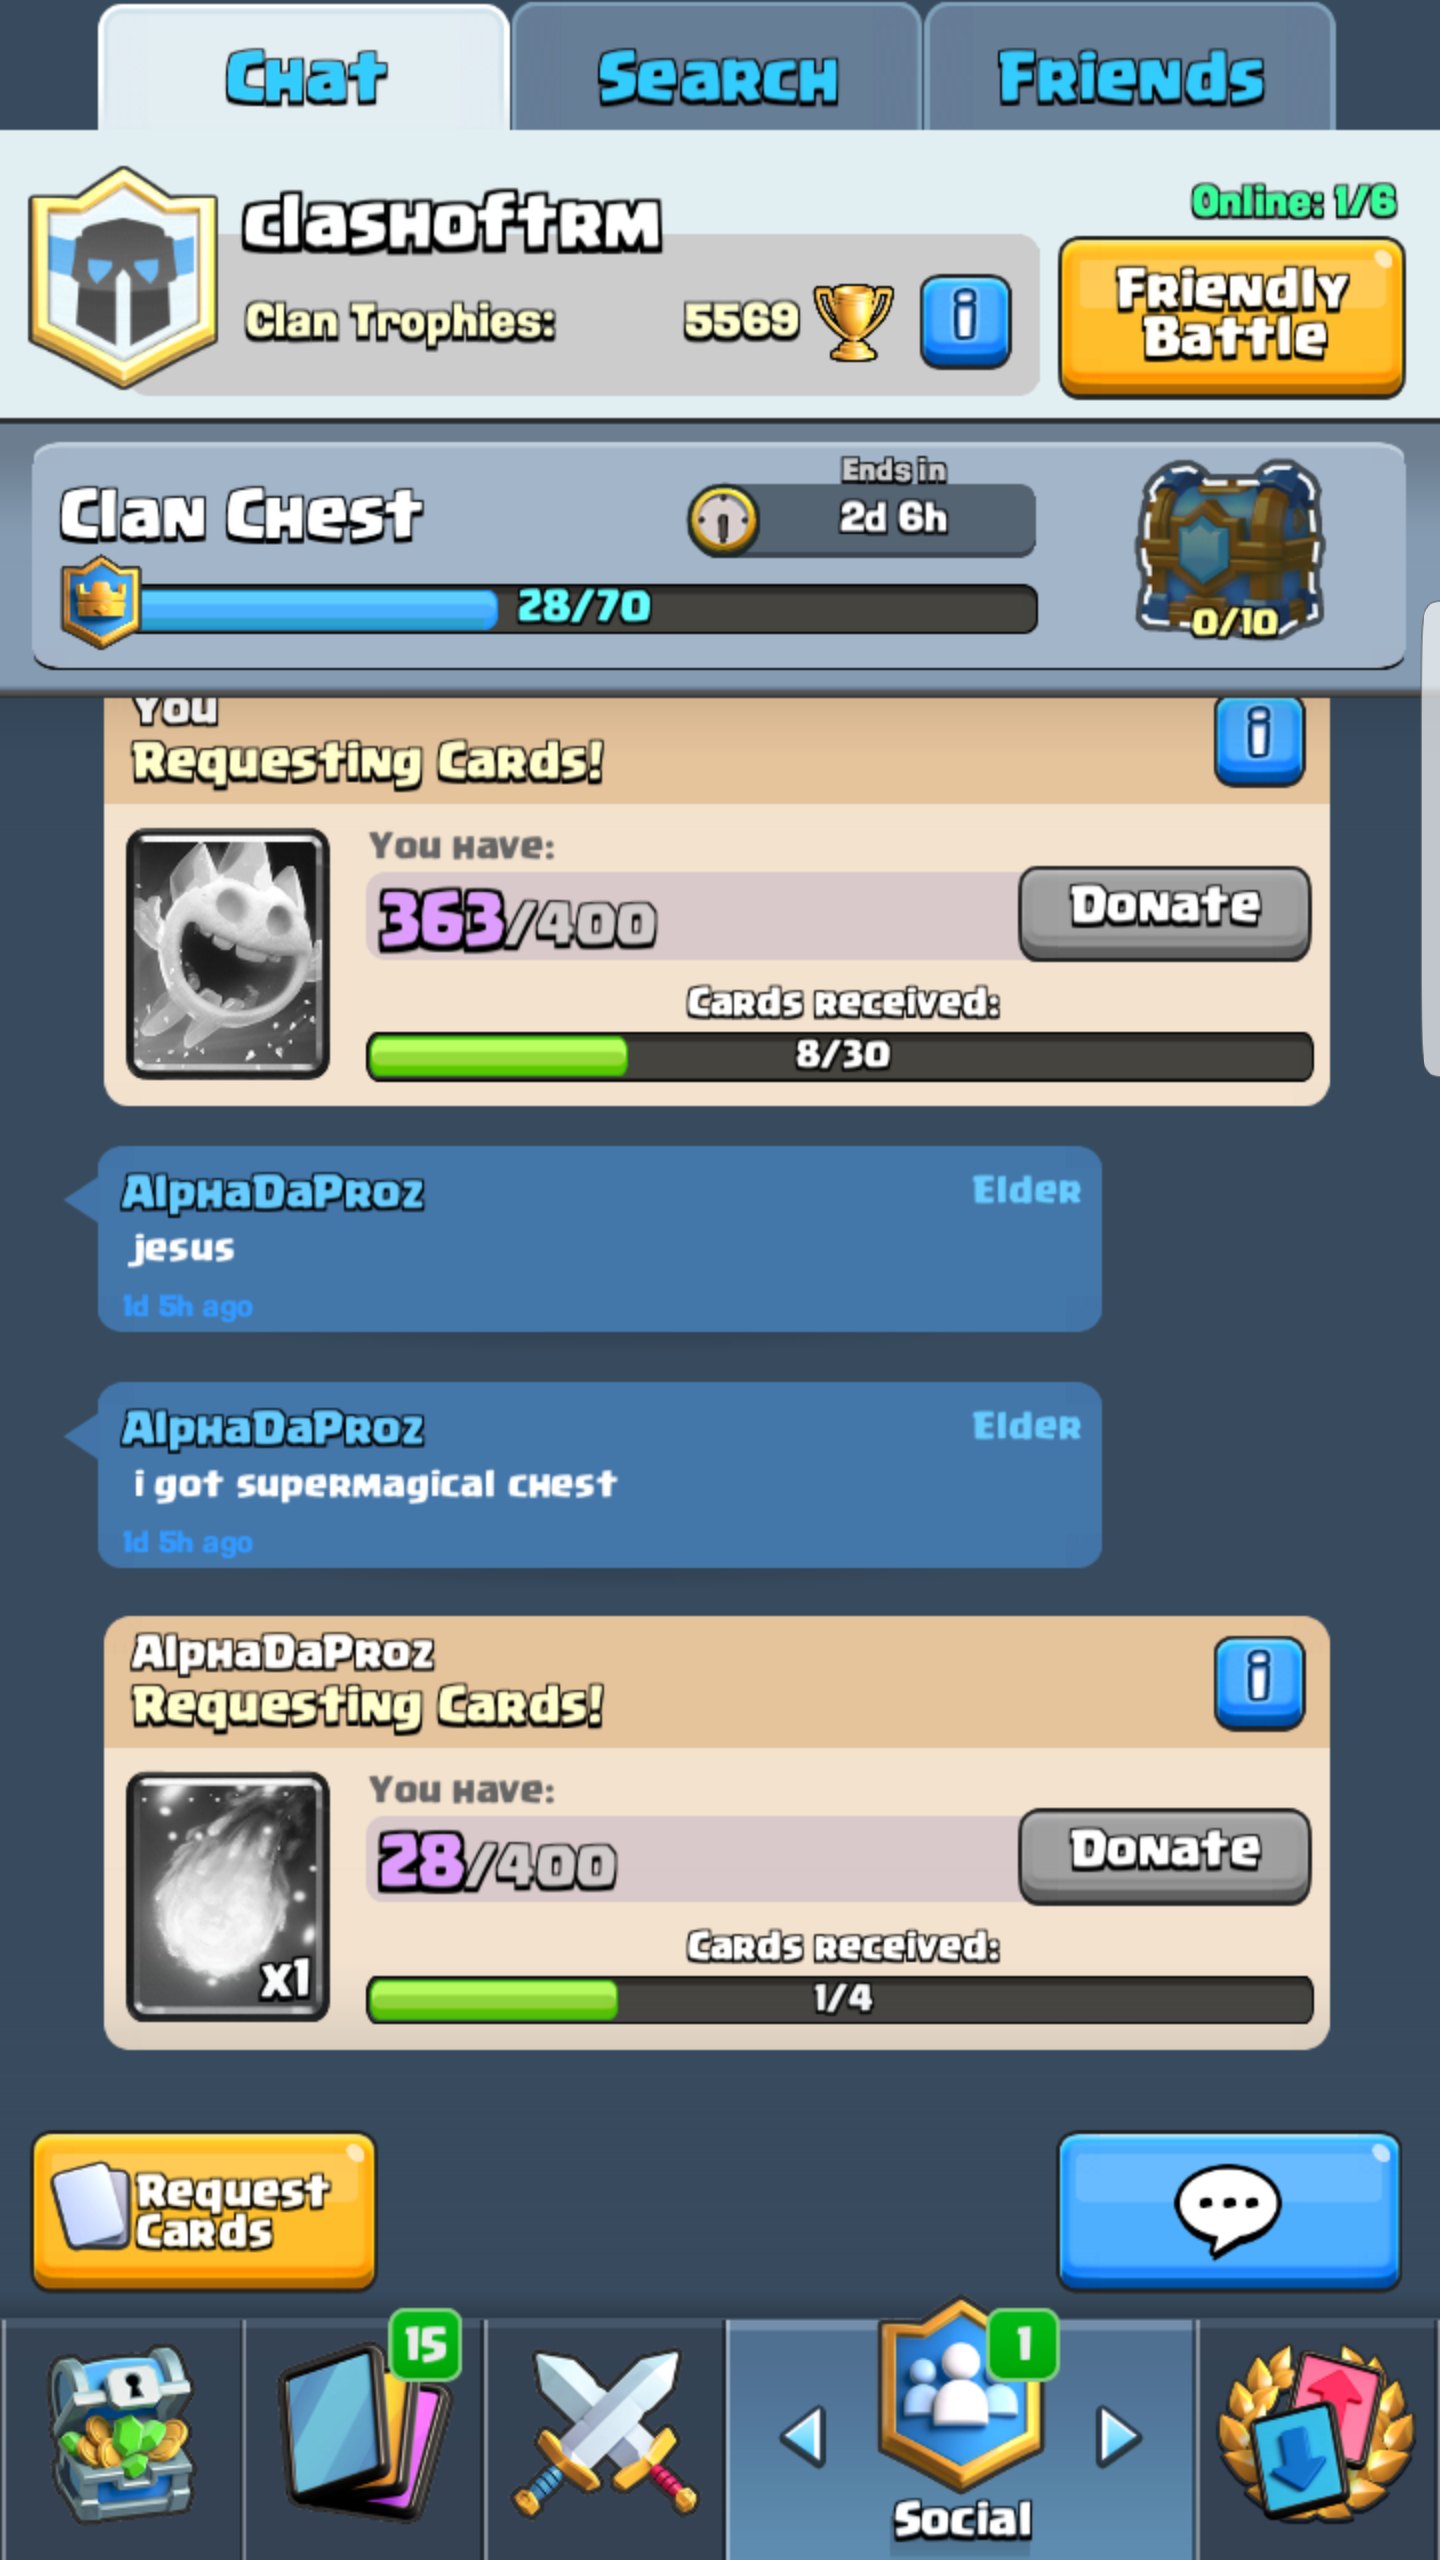 Chat
Search
Friends
clashoftrm
Online: 1/6
Clan Trophies: 5569
Friendly
Battle
Clan Chest
Ends in
2d 6h
28/70
0/10
You
Requesting Cards!
You have:
363/400
Donate
Cards received:
8/30
AlphaDaProz
Elder
jesus
1d 5h ago
AlphaDaProz
Elder
i got supermagical chest
1d 5h ago
AlphaDaProz
Requesting Cards!
You have:
28/400
Donate
x1
Cards received:
1/4
Request
Cards
15
1
Social